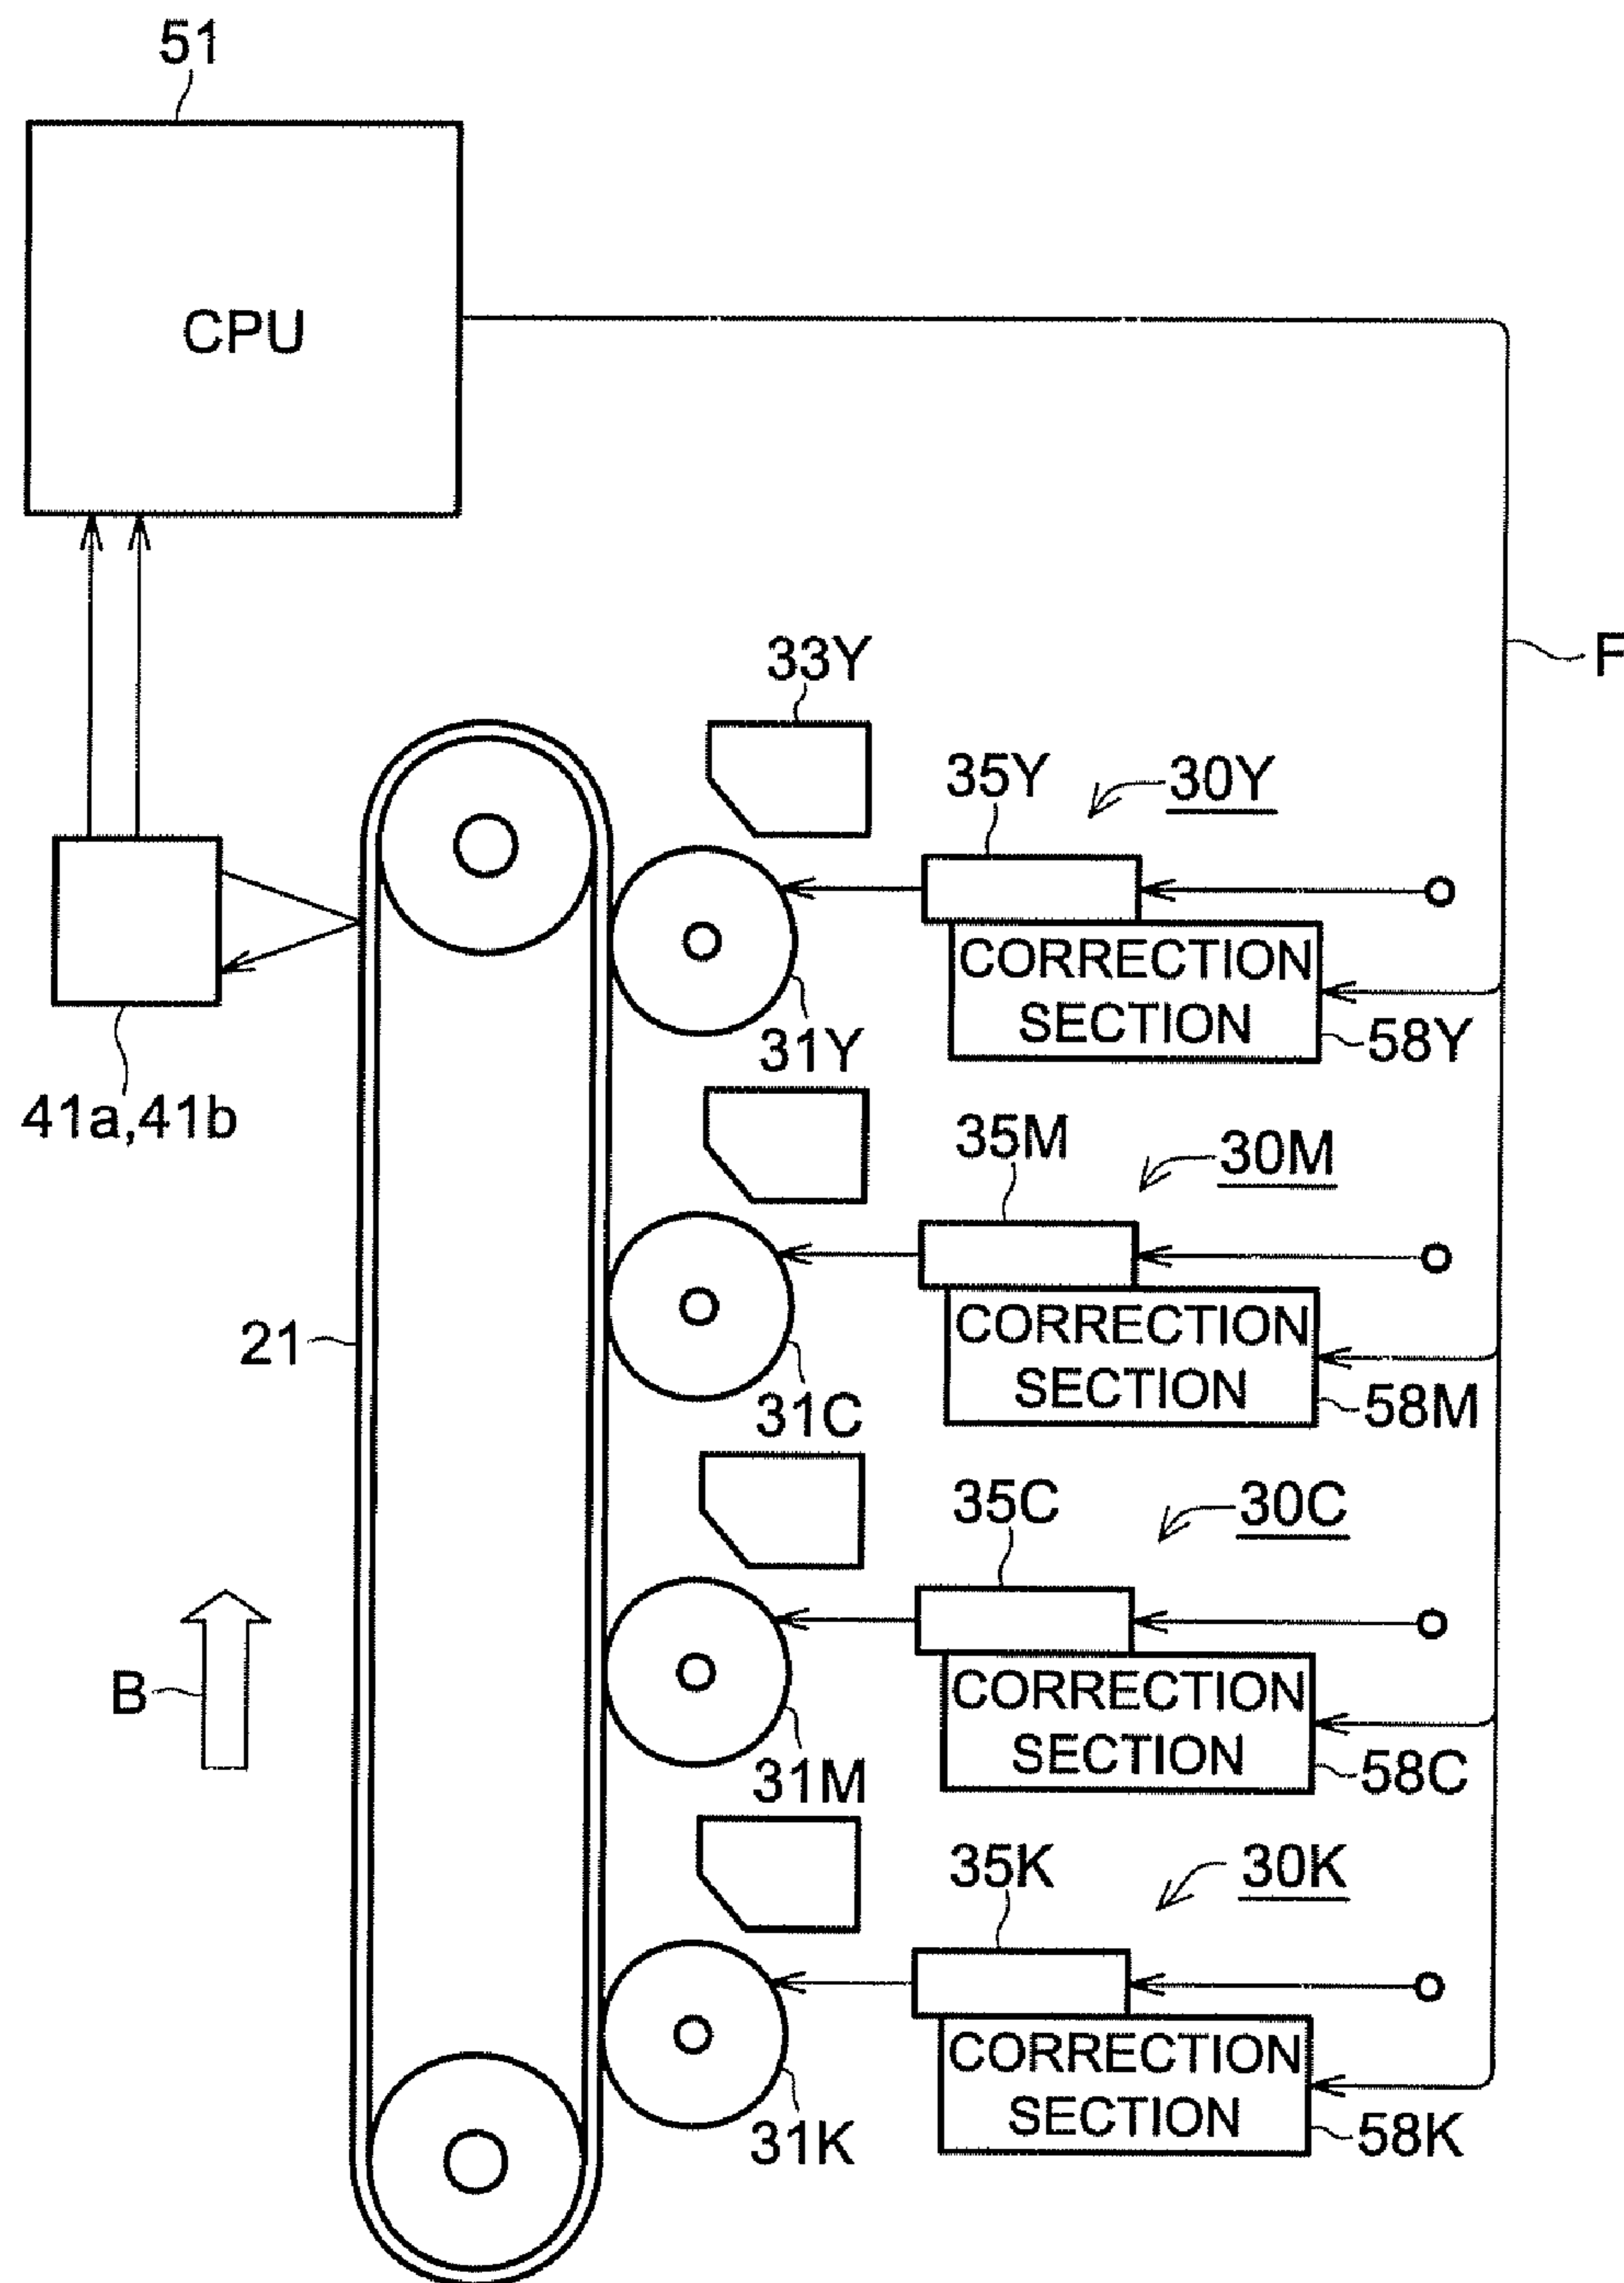 51
CPU
F
33Y
35Y
30Y
CORRECTION
SECTION
58Y
31Y
41a,41b
35M
30M
CORRECTION
SECTION
58M
21
31C
35C
30C
CORRECTION
SECTION
58C
B
31M
35K
30K
CORRECTION
SECTION
58K
31K